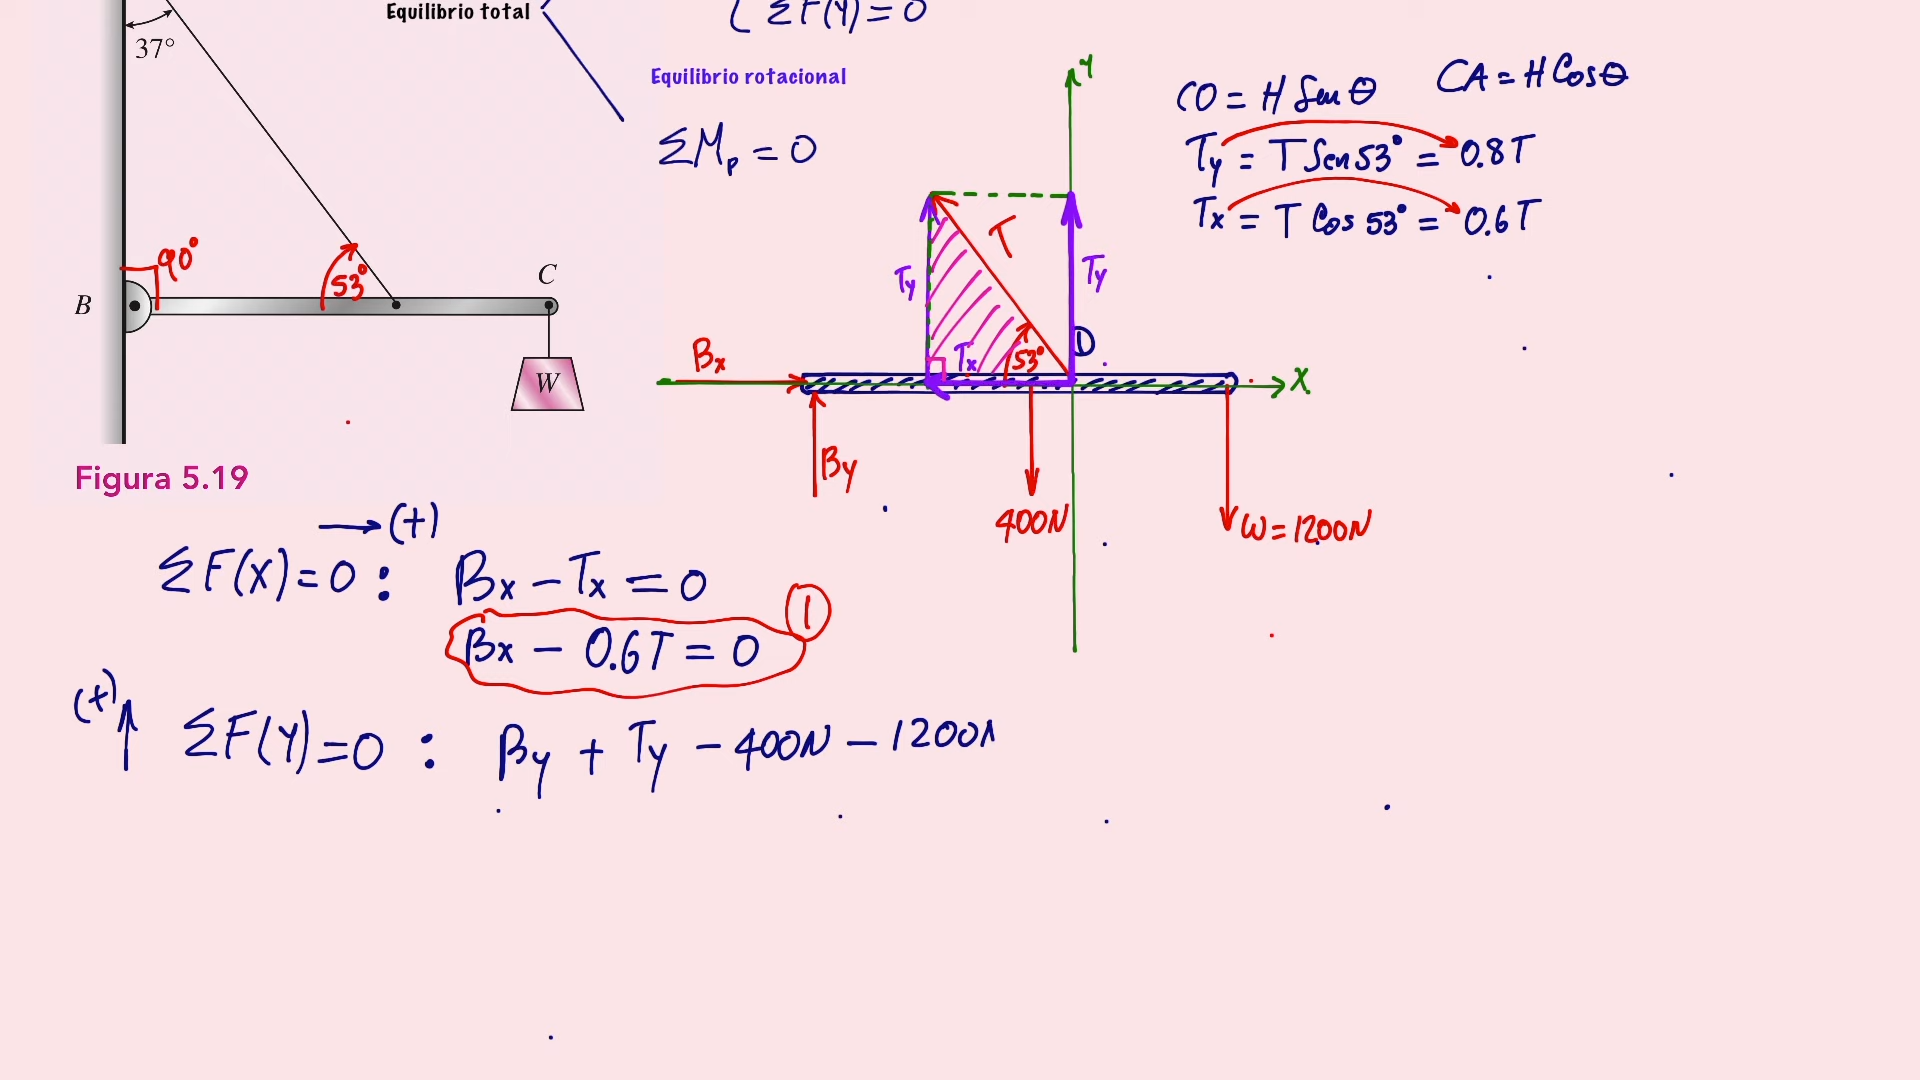 Equilibrio total
ΣF(Y)=0
37°
Equilibrio rotacional
ΣMp = 0
Y
CO = H Sen θ
CA = H Cos θ
Ty = T Sen 53° = 0.8T
Tx = T Cos 53° = 0.6T
T
Ty
Ty
90°
53°
C
B
D
Bx
Tx
53°
X
W
By
Figura 5.19
400N
W = 1200N
(+)
ΣF(X) = 0 : Bx − Tx = 0
1
Bx − 0.6T = 0
(+)
ΣF(Y) = 0 : By + Ty − 400N − 1200